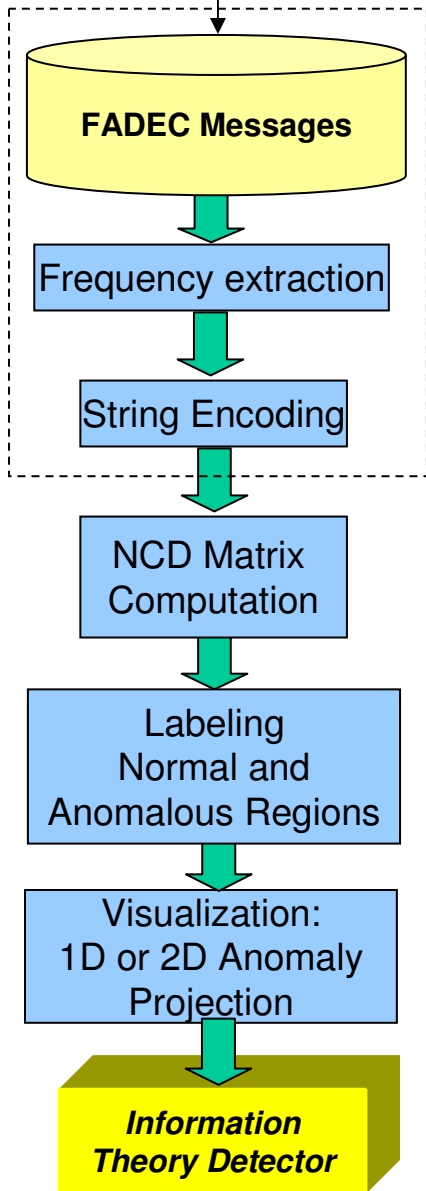 FADEC Messages
Frequency extraction
String Encoding
NCD Matrix
Computation
Labeling
Normal and
Anomalous Regions
Visualization:
1D or 2D Anomaly
Projection
Information
Theory Detector